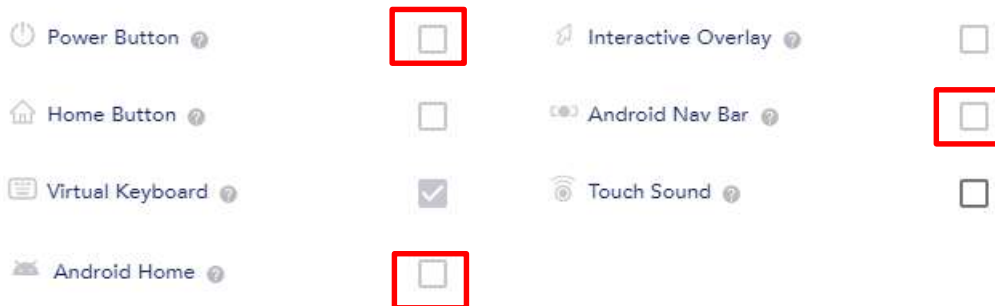 Power Button
Interactive Overlay
Home Button
Android Nav Bar
Virtual Keyboard
Touch Sound
Android Home